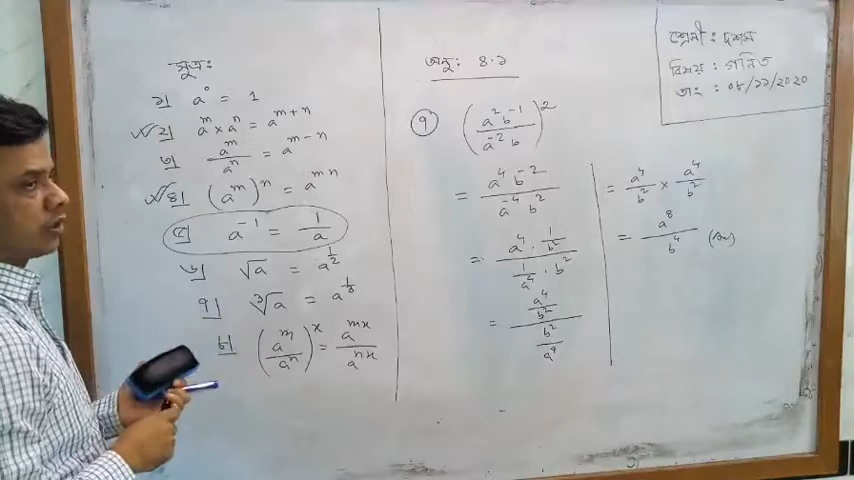 সূত্র:
১। a⁰ = 1
√২। aᵐ × aⁿ = aᵐ⁺ⁿ
৩। aᵐ/aⁿ = aᵐ⁻ⁿ
√৪। (aᵐ)ⁿ = aᵐⁿ
৫। a⁻¹ = 1/a
৬। √a = a^(1/2)
৭। ∛a = a^(1/3)
৮। (aᵐ/aⁿ)ˣ = aᵐˣ/aⁿˣ
অনু: ৪.১
৭ (a²b⁻¹/a⁻²b)²
= a⁴b⁻²/a⁻⁴b²
= (a⁴ · 1/b²)/(1/a⁴ · b²)
= (a⁴/b²)/(b²/a⁴)
= a⁴/b² × a⁴/b²
= a⁸/b⁴ (Ans)
শ্রেণী: দশম
বিষয়: গনিত
তাং: ০৮/১১/২০২০